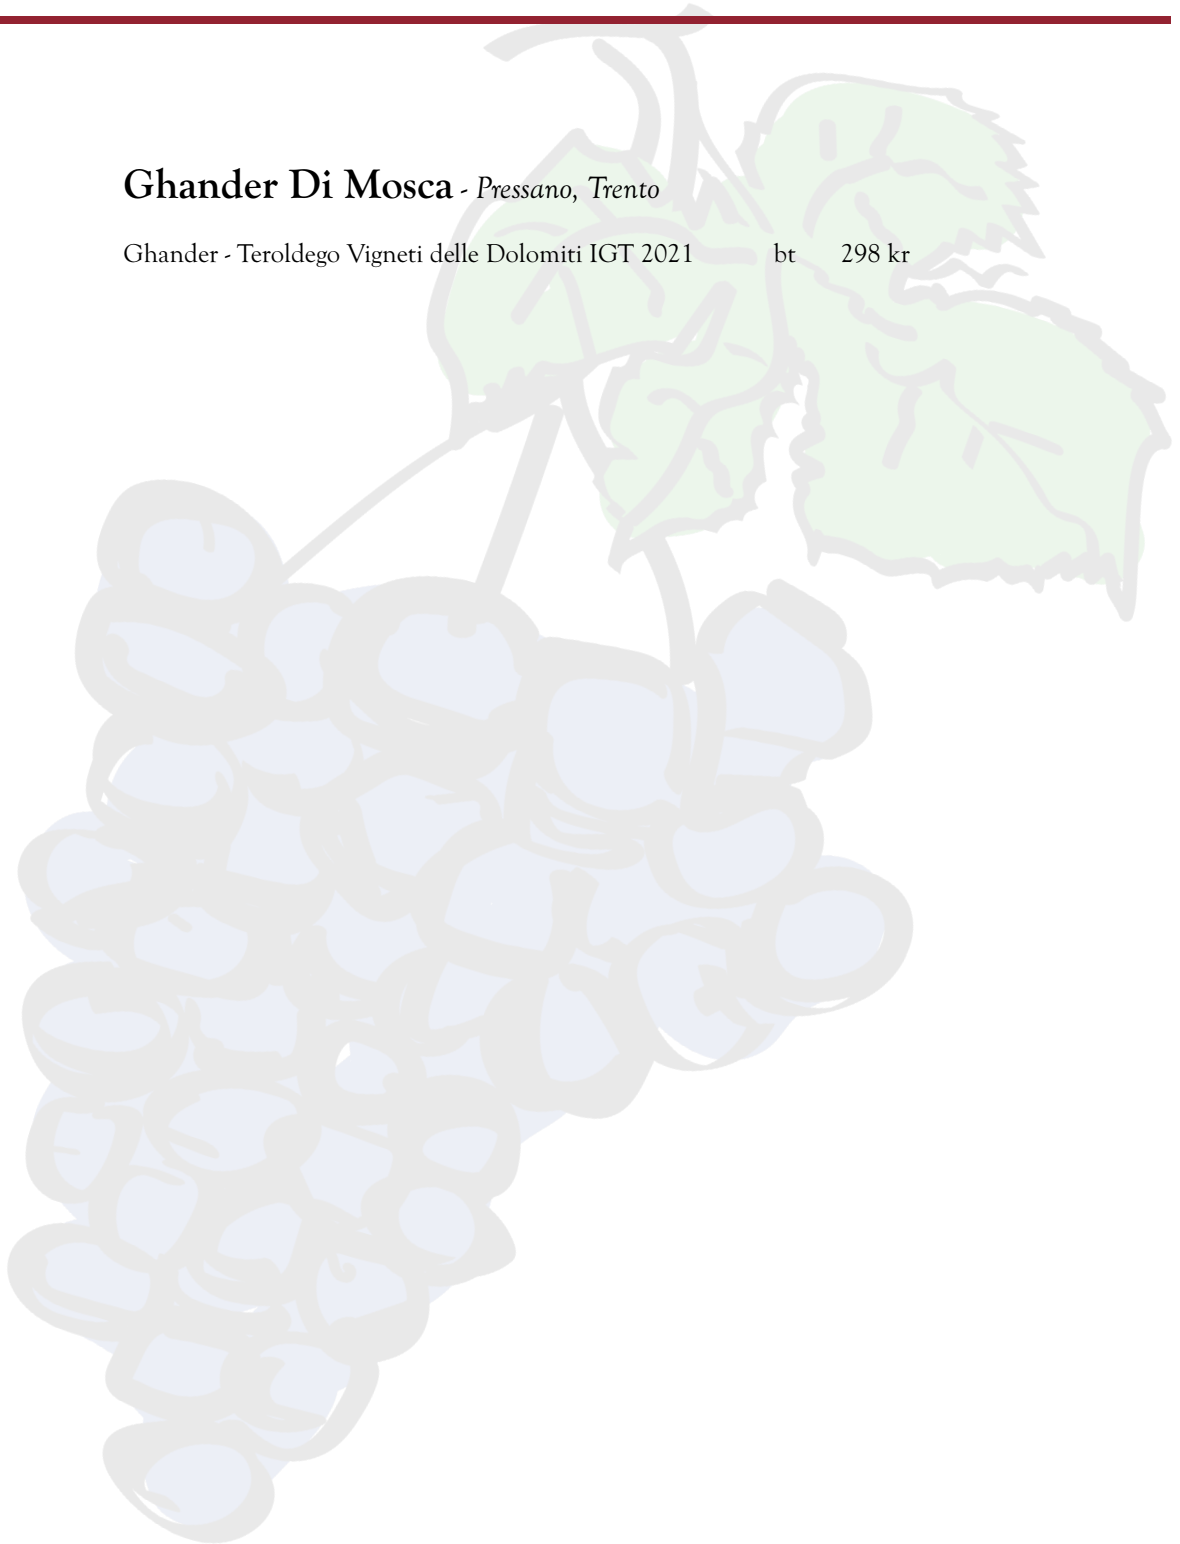 Ghander Di Mosca - Pressano, Trento
Ghander - Teroldego Vigneti delle Dolomiti IGT 2021 bt 298 kr